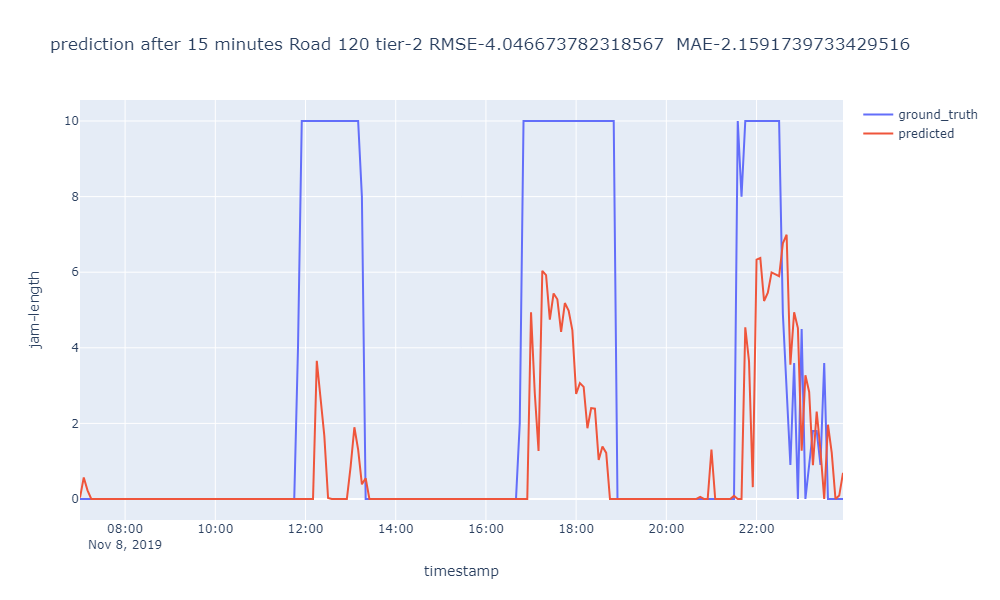 prediction after 15 minutes Road 120 tier-2 RMSE-4.046673782318567  MAE-2.1591739733429516
ground_truth
predicted
jam-length
10
8
6
4
2
0
08:00 10:00 12:00 14:00 16:00 18:00 20:00 22:00
Nov 8, 2019
timestamp